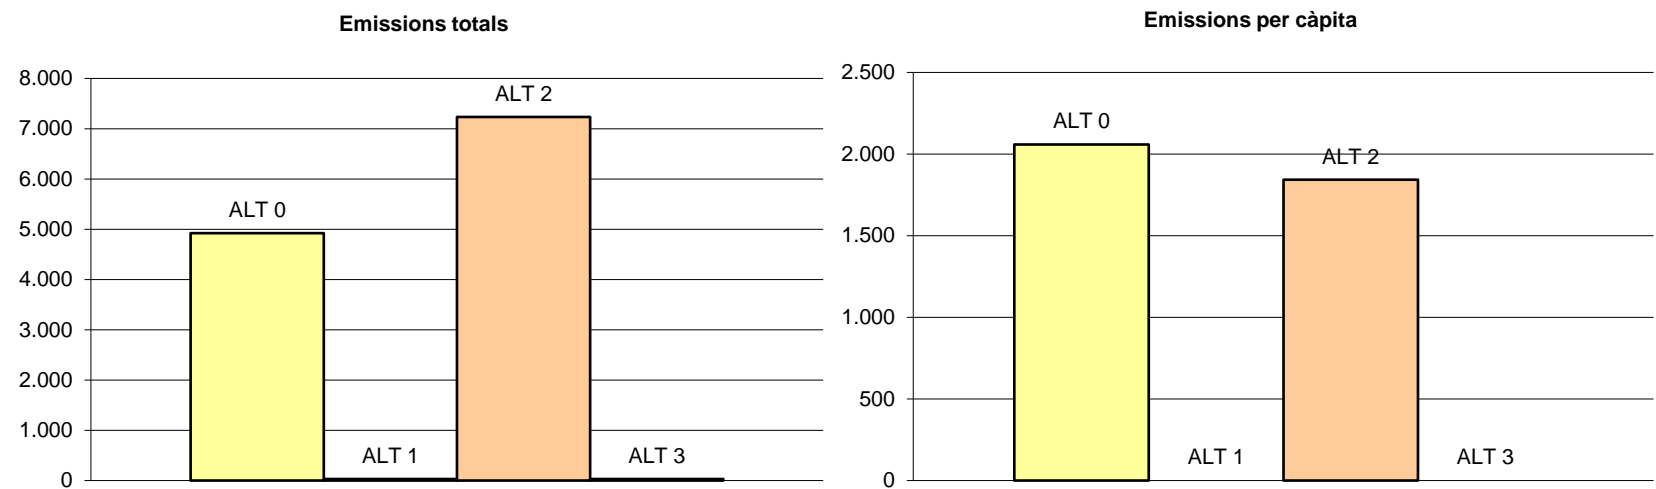 Emissions totals
8.000
7.000
6.000
5.000
4.000
3.000
2.000
1.000
0
ALT 0
ALT 1
ALT 2
ALT 3
Emissions per càpita
2.500
2.000
1.500
1.000
500
0
ALT 0
ALT 1
ALT 2
ALT 3